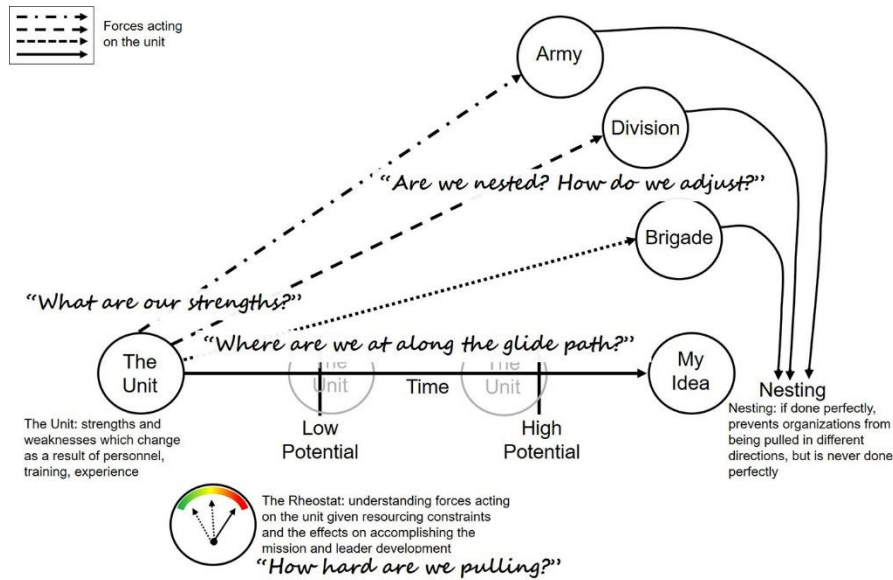 Forces acting
on the unit
Army
Division
“Are we nested? How do we adjust?”
Brigade
“What are our strengths?”
“Where are we at along the glide path?”
The
Unit
The
Unit
Time
The
Unit
My
Idea
Low
Potential
High
Potential
Nesting
Nesting: if done perfectly,
prevents organizations from
being pulled in different
directions, but is never done
perfectly
The Unit: strengths and
weaknesses which change
as a result of personnel,
training, experience
The Rheostat: understanding forces acting
on the unit given resourcing constraints
and the effects on accomplishing the
mission and leader development
“How hard are we pulling?”